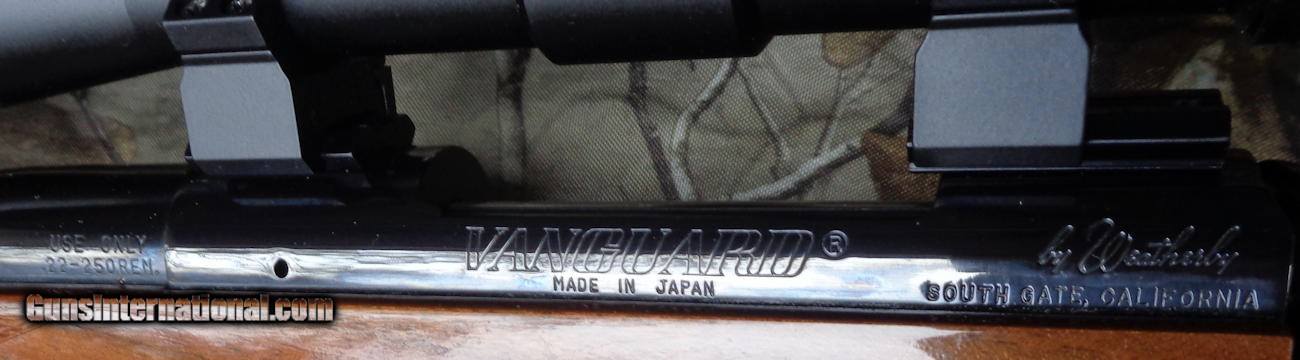 USE ONLY
22-250REM.
VANGUARD®
MADE IN JAPAN
by Weatherby
SOUTH GATE, CALIFORNIA
GunsInternational.com